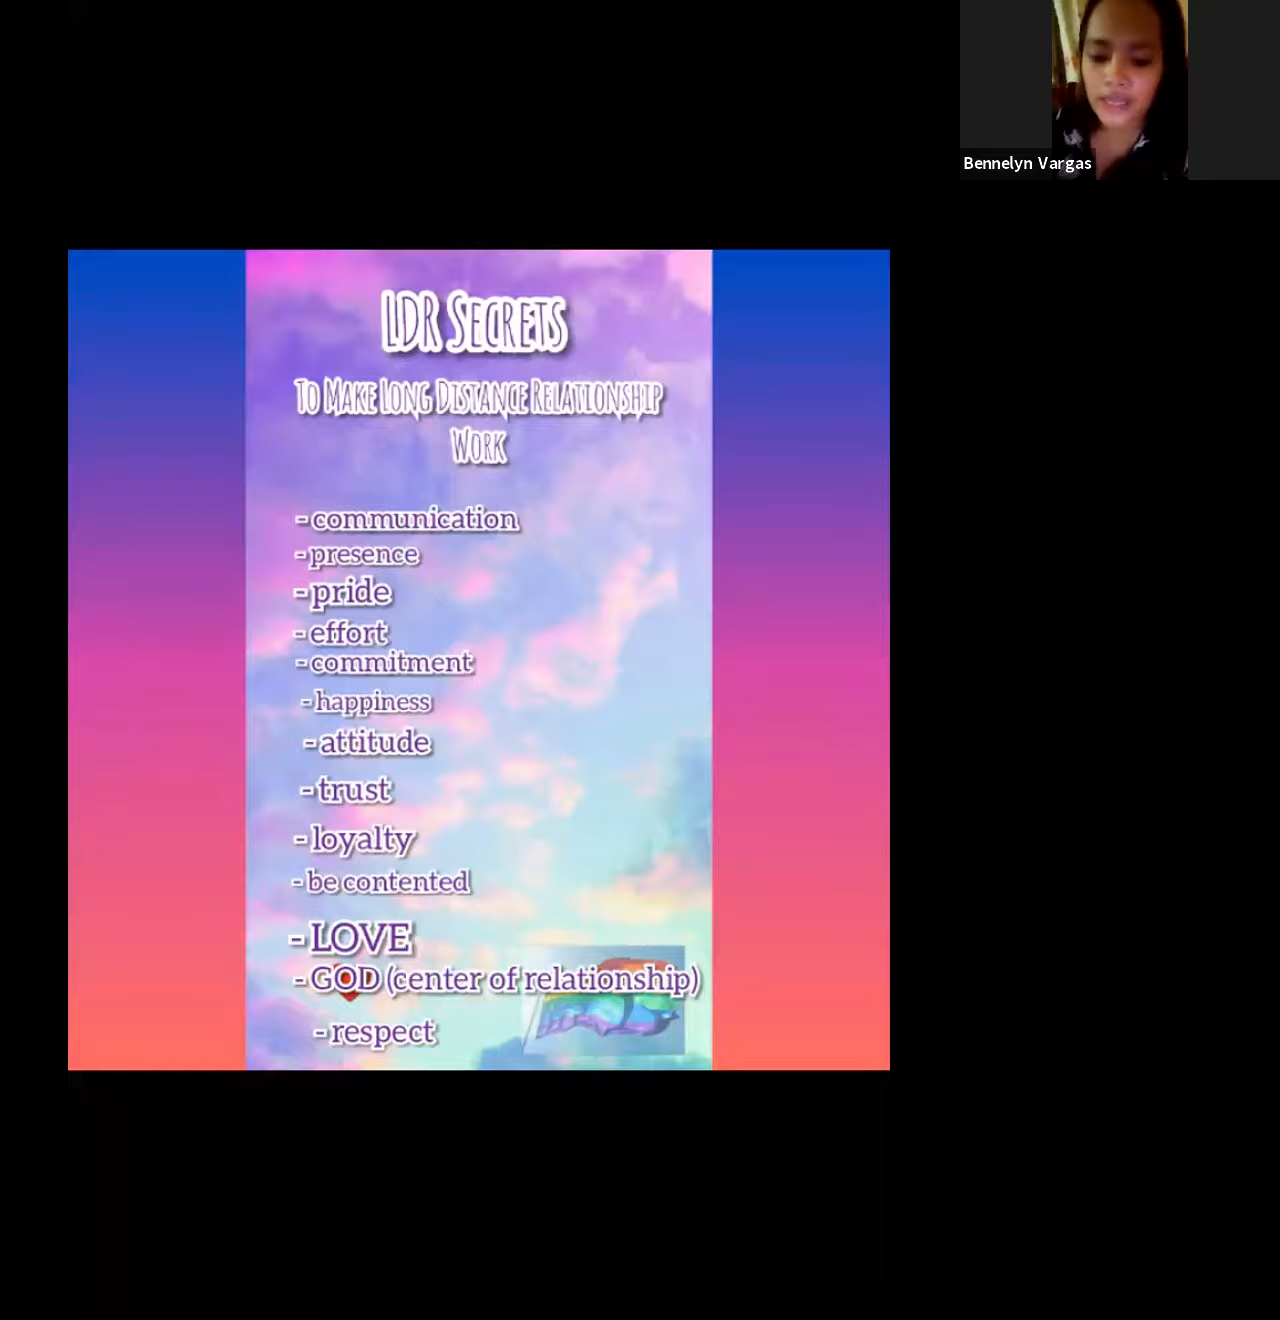 Bennelyn Vargas
LDR Secrets
To Make Long Distance Relationship
Work
- communication
- presence
- pride
- effort
- commitment
- happiness
- attitude
- trust
- loyalty
- be contented
- LOVE
- GOD (center of relationship)
- respect